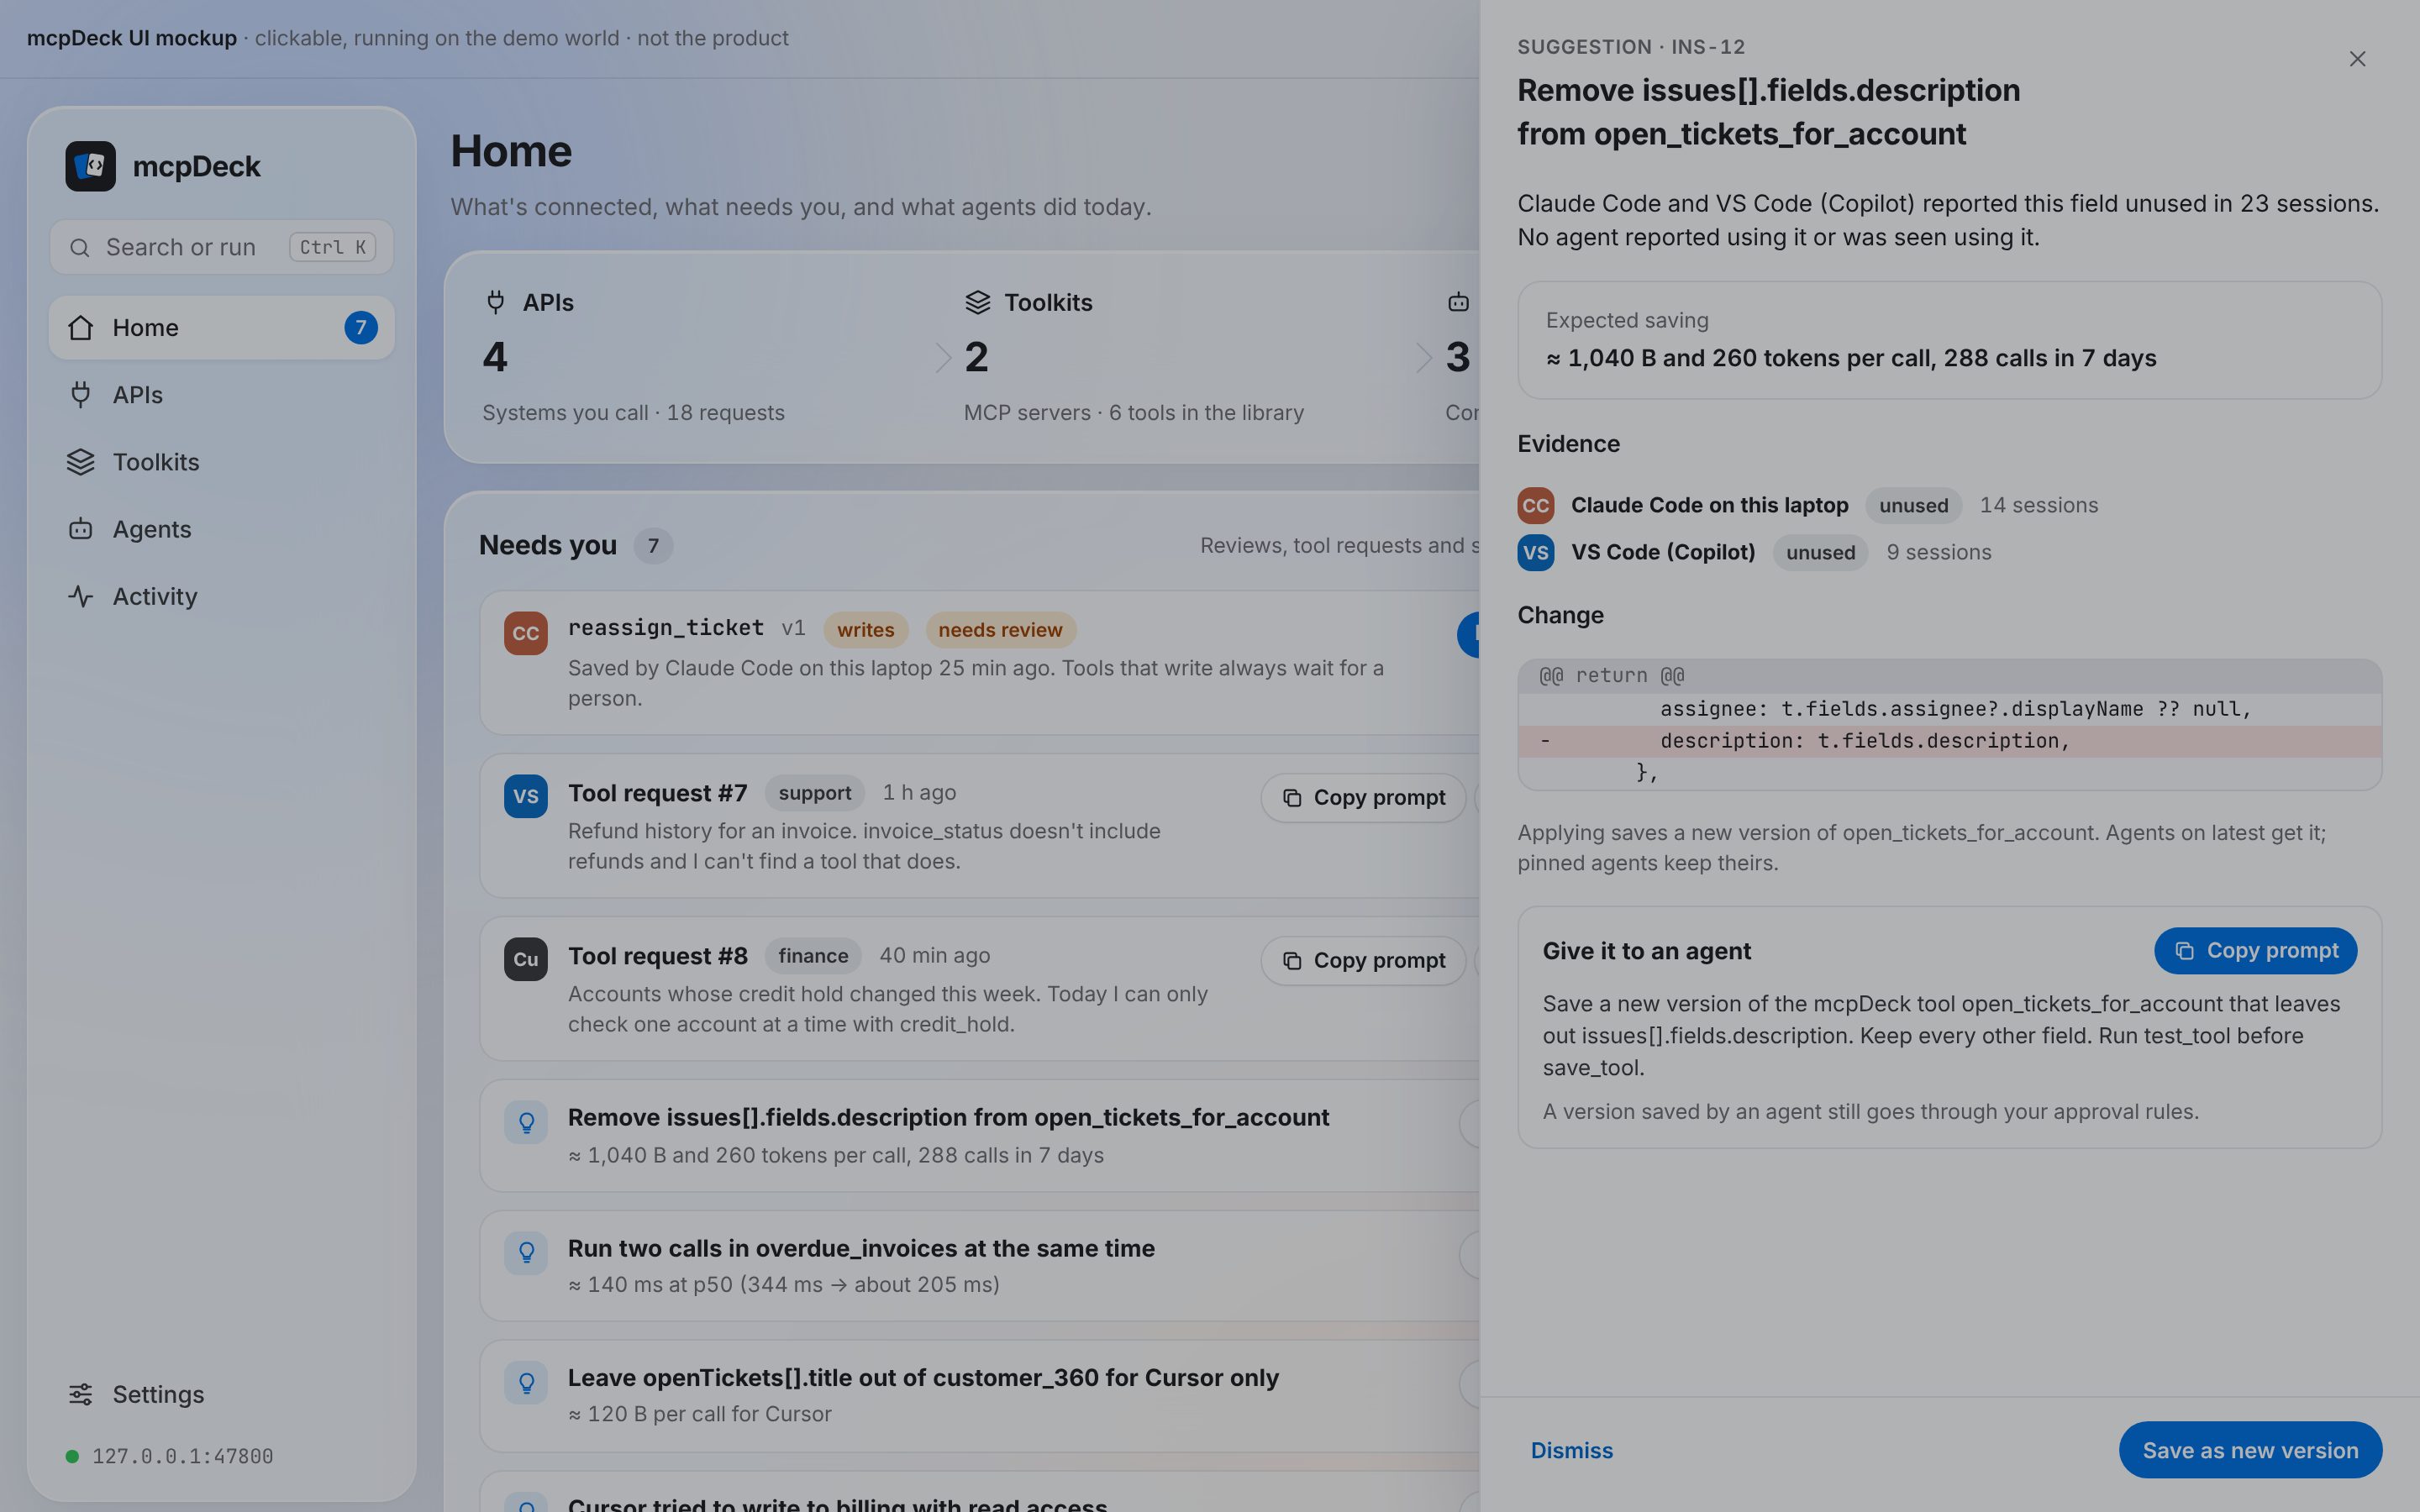 mcpDeck UI mockup · clickable, running on the demo world · not the product
mcpDeck
Search or run
Ctrl K
Home
7
APIs
Toolkits
Agents
Activity
Settings
127.0.0.1:47800
Home
What's connected, what needs you, and what agents did today.
APIs
4
Systems you call · 18 requests
Toolkits
2
MCP servers · 6 tools in the library
3
Needs you
7
Reviews, tool requests and
CC
reassign_ticket v1 writes needs review
Saved by Claude Code on this laptop 25 min ago. Tools that write always wait for a
person.
VS
Tool request #7 support 1 h ago
Copy prompt
Refund history for an invoice. invoice_status doesn't include
refunds and I can't find a tool that does.
Cu
Tool request #8 finance 40 min ago
Copy prompt
Accounts whose credit hold changed this week. Today I can only
check one account at a time with credit_hold.
Remove issues[].fields.description from open_tickets_for_account
≈ 1,040 B and 260 tokens per call, 288 calls in 7 days
Run two calls in overdue_invoices at the same time
≈ 140 ms at p50 (344 ms → about 205 ms)
Leave openTickets[].title out of customer_360 for Cursor only
≈ 120 B per call for Cursor
Cursor tried to write to billing with read access
SUGGESTION · INS-12
Remove issues[].fields.description
from open_tickets_for_account
Claude Code and VS Code (Copilot) reported this field unused in 23 sessions.
No agent reported using it or was seen using it.
Expected saving
≈ 1,040 B and 260 tokens per call, 288 calls in 7 days
Evidence
CC Claude Code on this laptop unused 14 sessions
VS VS Code (Copilot) unused 9 sessions
Change
@@ return @@
assignee: t.fields.assignee?.displayName ?? null,
- description: t.fields.description,
},
Applying saves a new version of open_tickets_for_account. Agents on latest get it;
pinned agents keep theirs.
Give it to an agent
Copy prompt
Save a new version of the mcpDeck tool open_tickets_for_account that leaves
out issues[].fields.description. Keep every other field. Run test_tool before
save_tool.
A version saved by an agent still goes through your approval rules.
Dismiss
Save as new version